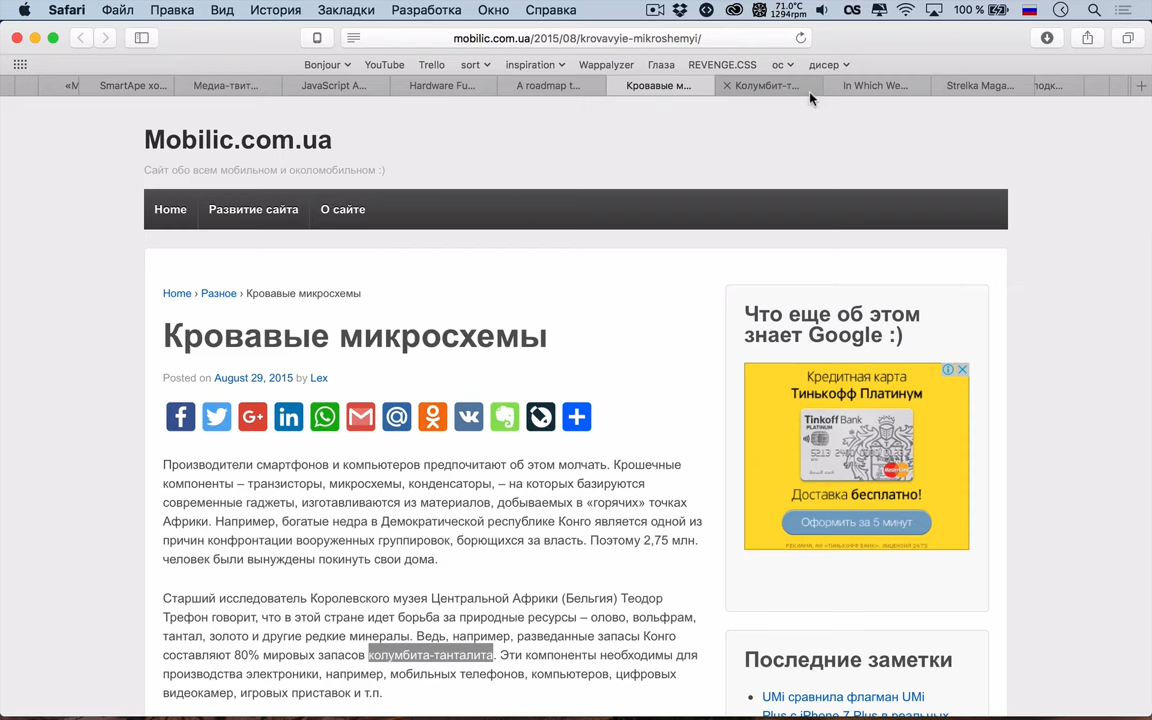 Safari Файл Правка Вид История Закладки Разработка Окно Справка 71.0°C 1294rpm 100 %
mobilic.com.ua/2015/08/krovavyie-mikroshemyi/
Bonjour YouTube Trello sort inspiration Wappalyzer Глаза REVENGE.CSS ос дисер
«М SmartApe хо... Медиа-твит... JavaScript A... Hardware Fu... A roadmap t... Кровавые м... Колумбит-т... In Which We... Strelka Maga...
Mobilic.com.ua
Сайт обо всем мобильном и околомобильном :)
Home Развитие сайта О сайте
Home › Разное › Кровавые микросхемы
Кровавые микросхемы
Posted on August 29, 2015 by Lex
Производители смартфонов и компьютеров предпочитают об этом молчать. Крошечные
компоненты – транзисторы, микросхемы, конденсаторы, – на которых базируются
современные гаджеты, изготавливаются из материалов, добываемых в «горячих» точках
Африки. Например, богатые недра в Демократической республике Конго является одной из
причин конфронтации вооруженных группировок, борющихся за власть. Поэтому 2,75 млн.
человек были вынуждены покинуть свои дома.
Старший исследователь Королевского музея Центральной Африки (Бельгия) Теодор
Трефон говорит, что в этой стране идет борьба за природные ресурсы – олово, вольфрам,
тантал, золото и другие редкие минералы. Ведь, например, разведанные запасы Конго
составляют 80% мировых запасов колумбита-танталита. Эти компоненты необходимы для
производства электроники, например, мобильных телефонов, компьютеров, цифровых
видеокамер, игровых приставок и т.п.
Что еще об этом
знает Google :)
Кредитная карта
Тинькофф Платинум
Tinkoff Bank
PLATINUM
Доставка бесплатно!
Оформить за 5 минут
Последние заметки
UMi сравнила флагман UMi
Plus с iPhone 7 Plus в реальных